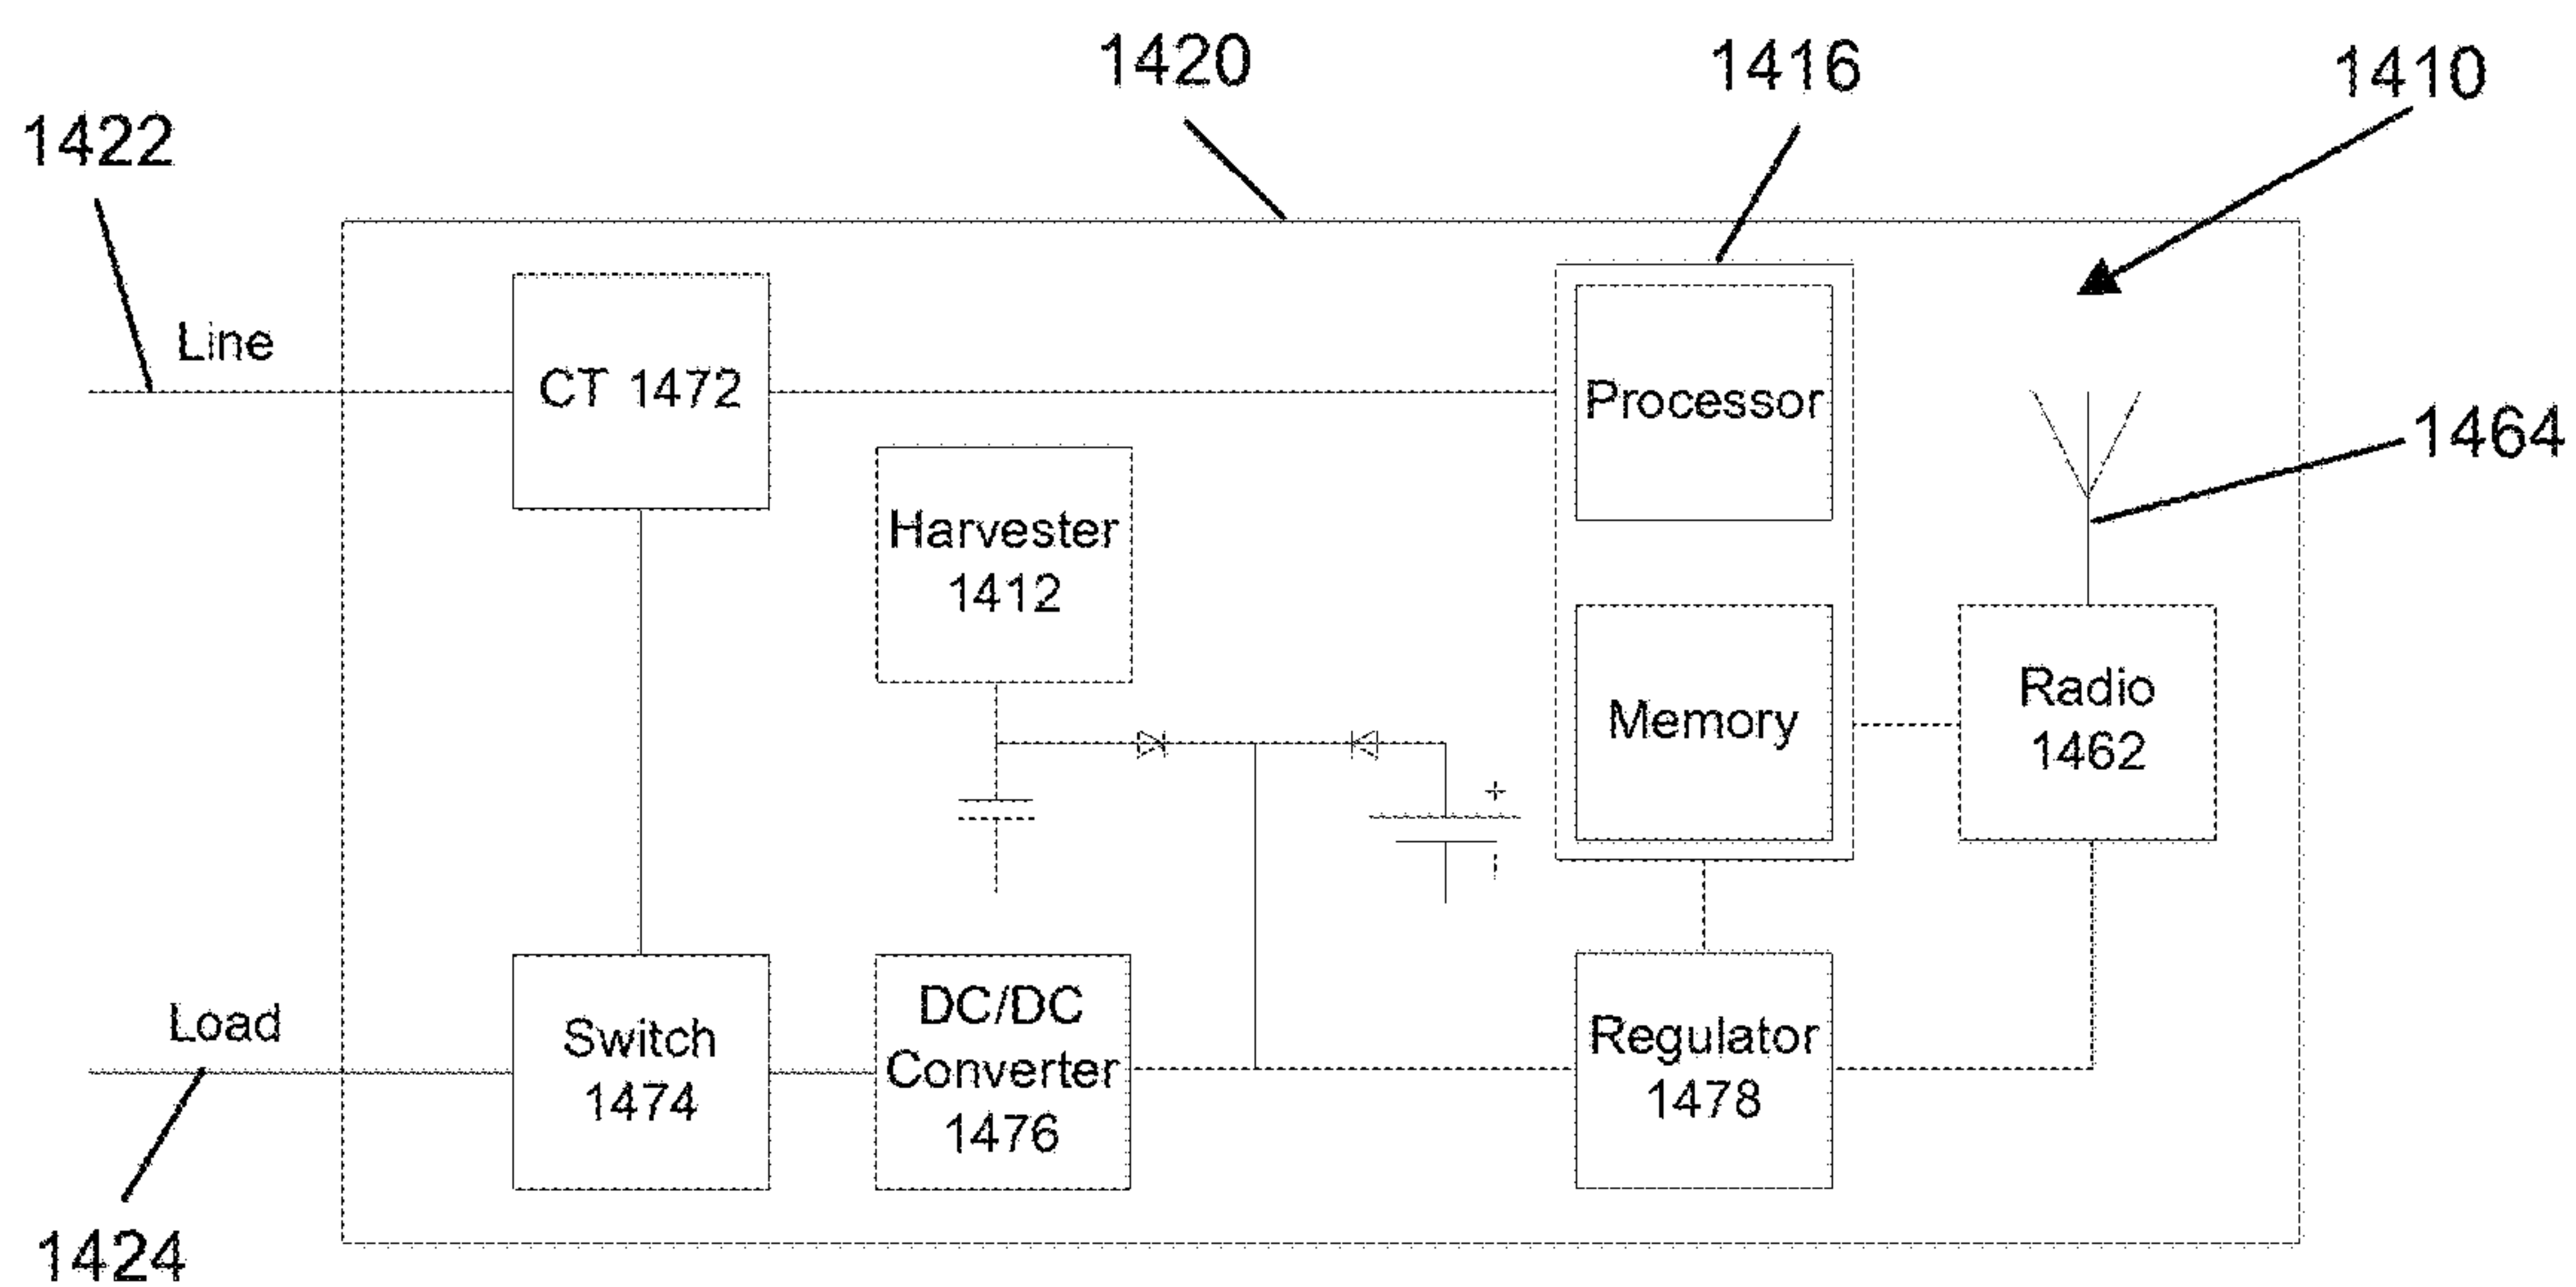 1420
1416
1410
1422
Line
CT 1472
Processor
1464
Harvester
1412
Memory
Radio
1462
+
-
Load
Switch
1474
DC/DC
Converter
1476
Regulator
1478
1424